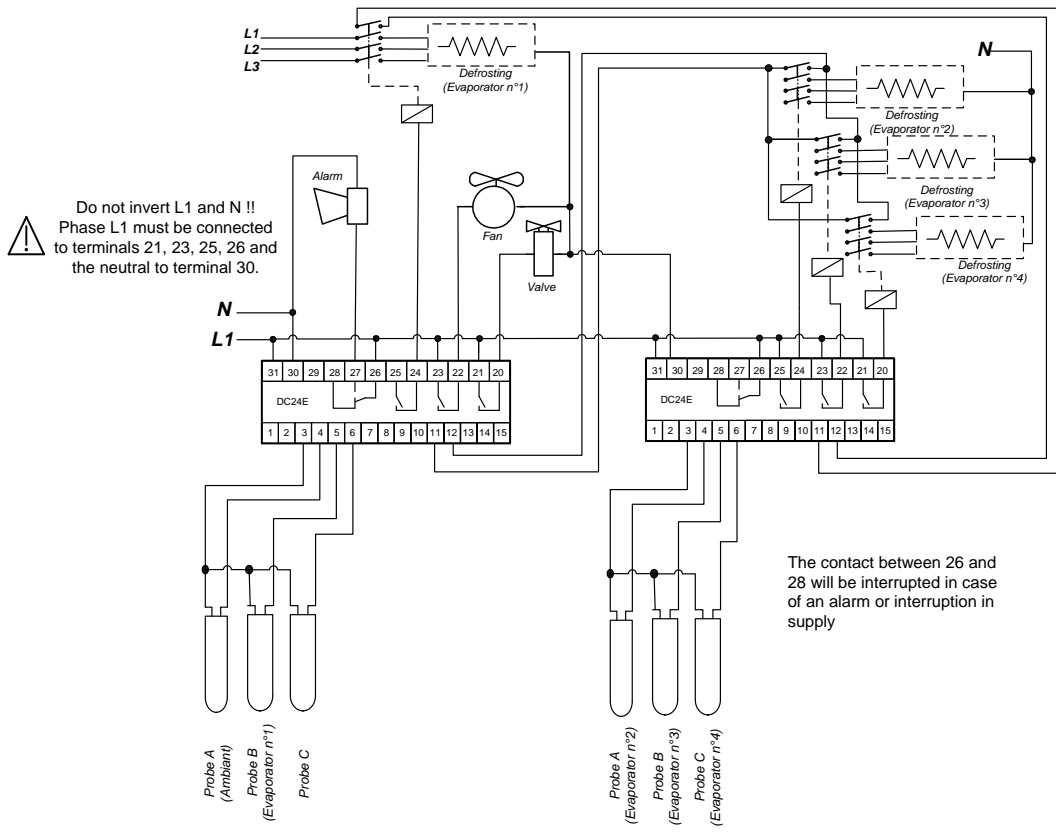 L1
L2
L3
Defrosting
(Evaporator n°1)
N
Defrosting
(Evaporator n°2)
Defrosting
(Evaporator n°3)
Defrosting
(Evaporator n°4)
Alarm
Fan
Valve
Do not invert L1 and N !!
Phase L1 must be connected
to terminals 21, 23, 25, 26 and
the neutral to terminal 30.
N
L1
31 30 29 28 27 26 25 24 23 22 21 20
DC24E
1 2 3 4 5 6 7 8 9 10 11 12 13 14 15
31 30 29 28 27 26 25 24 23 22 21 20
DC24E
1 2 3 4 5 6 7 8 9 10 11 12 13 14 15
The contact between 26 and
28 will be interrupted in case
of an alarm or interruption in
supply
Probe A
(Ambiant)
Probe B
(Evaporator n°1)
Probe C
Probe A
(Evaporator n°2)
Probe B
(Evaporator n°3)
Probe C
(Evaporator n°4)